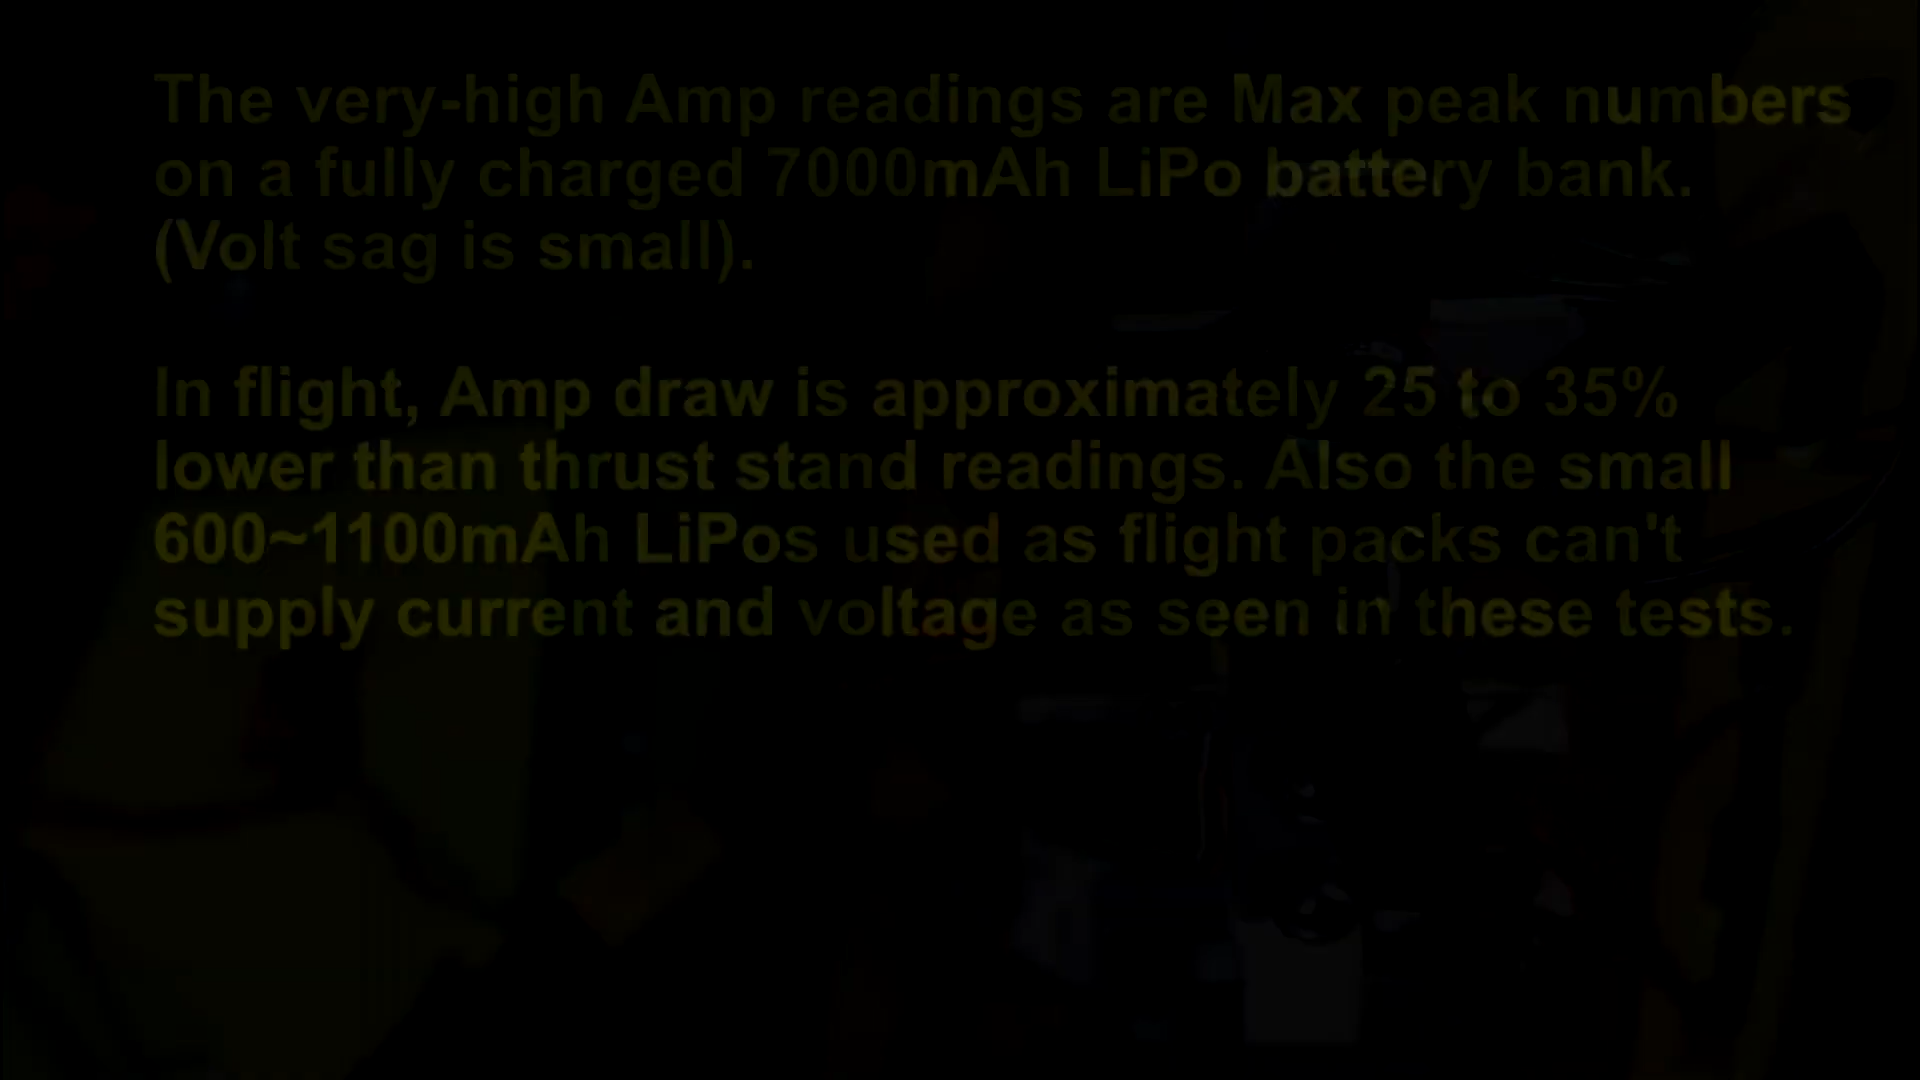 The very-high Amp readings are Max peak numbers
on a fully charged 7000mAh LiPo battery bank.
(Volt sag is small).
In flight, Amp draw is approximately 25 to 35%
lower than thrust stand readings. Also the small
600~1100mAh LiPos used as flight packs can't
supply current and voltage as seen in these tests.